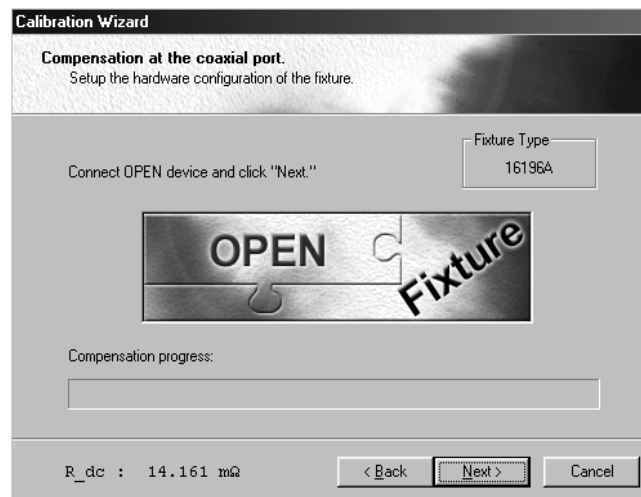 Calibration Wizard
Compensation at the coaxial port.
Setup the hardware configuration of the fixture.
Fixture Type
16196A
Connect OPEN device and click "Next."
OPEN
Fixture
Compensation progress:
R_dc : 14.161 mΩ
< Back
Next >
Cancel